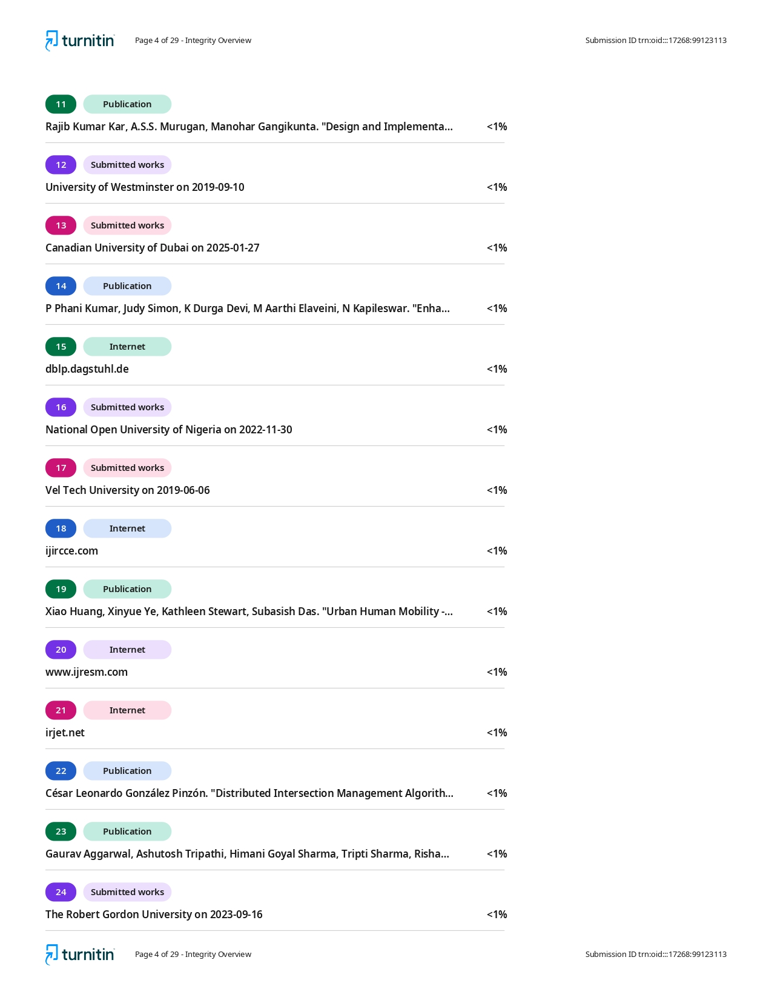 turnitin Page 4 of 29 - Integrity Overview Submission ID trn:oid:::17268:99123113
11 Publication
Rajib Kumar Kar, A.S.S. Murugan, Manohar Gangikunta. "Design and Implementa... <1%
12 Submitted works
University of Westminster on 2019-09-10 <1%
13 Submitted works
Canadian University of Dubai on 2025-01-27 <1%
14 Publication
P Phani Kumar, Judy Simon, K Durga Devi, M Aarthi Elaveini, N Kapileswar. "Enha... <1%
15 Internet
dblp.dagstuhl.de <1%
16 Submitted works
National Open University of Nigeria on 2022-11-30 <1%
17 Submitted works
Vel Tech University on 2019-06-06 <1%
18 Internet
ijircce.com <1%
19 Publication
Xiao Huang, Xinyue Ye, Kathleen Stewart, Subasish Das. "Urban Human Mobility -... <1%
20 Internet
www.ijresm.com <1%
21 Internet
irjet.net <1%
22 Publication
César Leonardo González Pinzón. "Distributed Intersection Management Algorith... <1%
23 Publication
Gaurav Aggarwal, Ashutosh Tripathi, Himani Goyal Sharma, Tripti Sharma, Risha... <1%
24 Submitted works
The Robert Gordon University on 2023-09-16 <1%
turnitin Page 4 of 29 - Integrity Overview Submission ID trn:oid:::17268:99123113